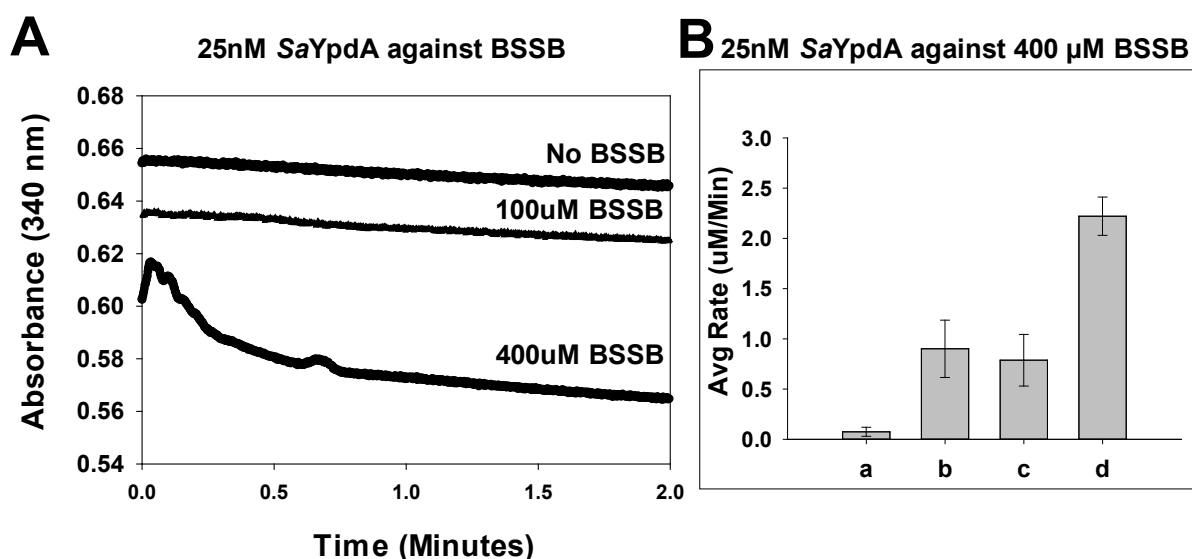 A
25nM SaYpdA against BSSB
Absorbance (340 nm)
0.68
0.66
0.64
0.62
0.60
0.58
0.56
0.54
No BSSB
100uM BSSB
400uM BSSB
0.0 0.5 1.0 1.5 2.0
Time (Minutes)
B
25nM SaYpdA against 400 µM BSSB
Avg Rate (uM/Min)
3.0
2.5
2.0
1.5
1.0
0.5
0.0
a b c d